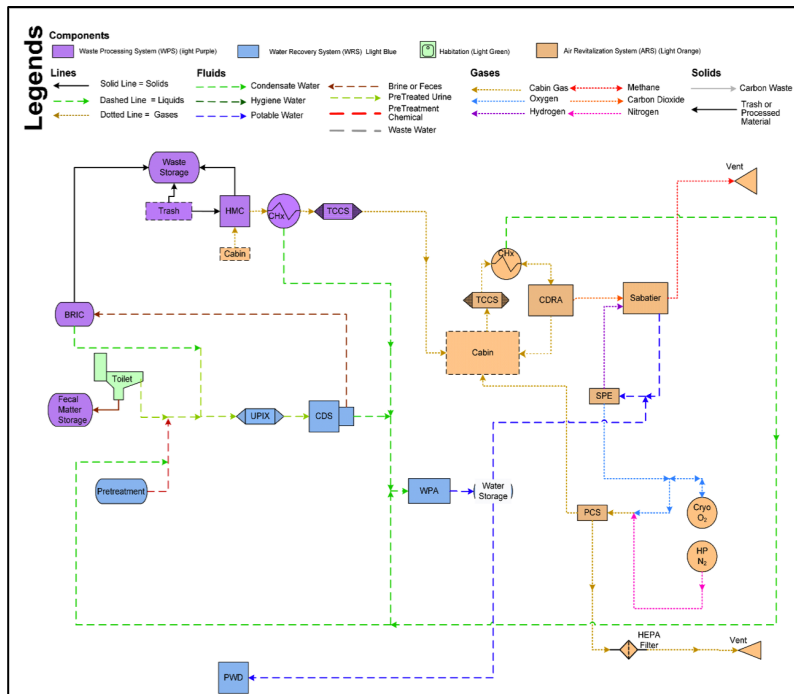 Legends
Components
Waste Processing System (WPS) (light Purple)
Water Recovery System (WRS) Llight Blue
Habitation (Light Green)
Air Revitalization System (ARS) (Light Orange)
Lines
Solid Line = Solids
Dashed Line = Liquids
Dotted Line = Gases
Fluids
Condensate Water
Hygiene Water
Potable Water
Brine or Feces
PreTreated Urine
PreTreatment
Chemical
Waste Water
Gases
Cabin Gas
Oxygen
Hydrogen
Methane
Carbon Dioxide
Nitrogen
Solids
Carbon Waste
Trash or
Processed
Material
Waste
Storage
Trash
HMC
CHx
TCCS
Cabin
Vent
CHx
TCCS
CDRA
Sabatier
Cabin
BRIC
Toilet
Fecal
Matter
Storage
UPIX
CDS
SPE
Pretreatment
WPA
Water
Storage
PCS
Cryo
O2
HP
N2
HEPA
Filter
Vent
PWD